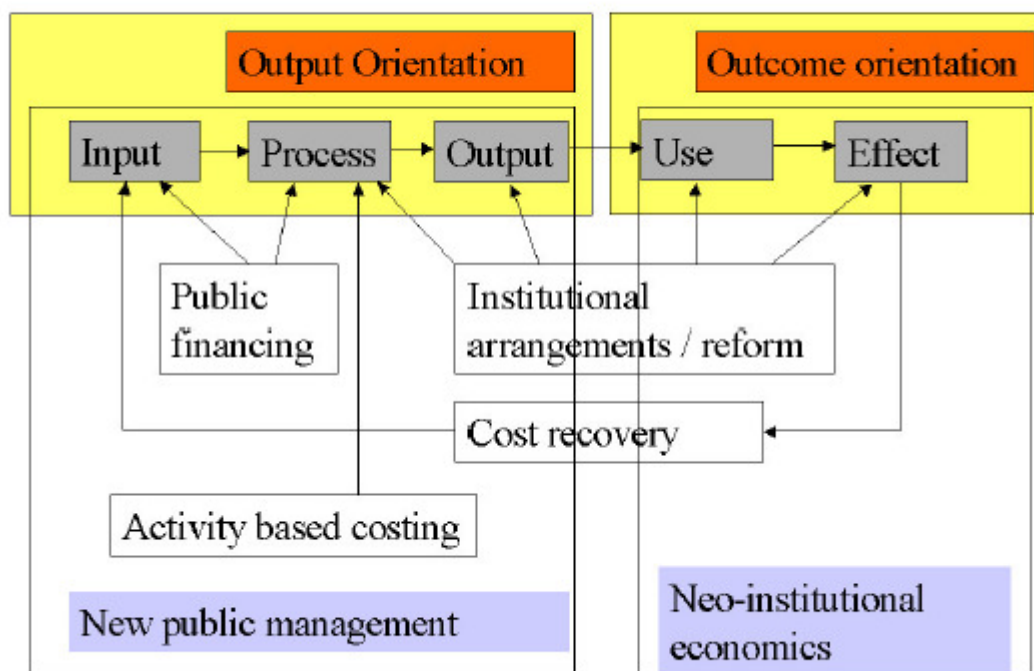 Output Orientation
Outcome orientation
Input
Process
Output
Use
Effect
Public
financing
Institutional
arrangements / reform
Cost recovery
Activity based costing
New public management
Neo-institutional
economics